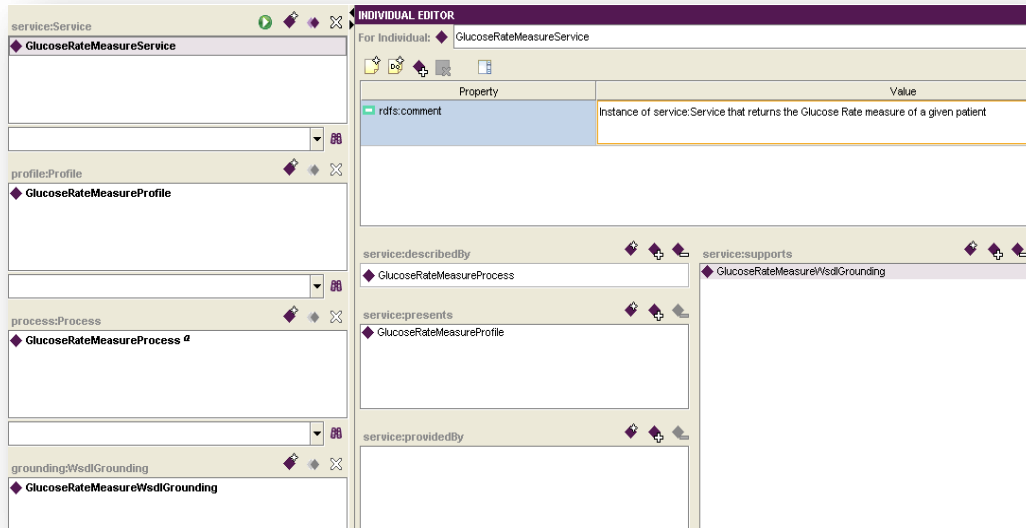 service:Service
GlucoseRateMeasureService
profile:Profile
GlucoseRateMeasureProfile
process:Process
GlucoseRateMeasureProcess a
grounding:WsdlGrounding
GlucoseRateMeasureWsdlGrounding
INDIVIDUAL EDITOR
For Individual: GlucoseRateMeasureService
Property Value
rdfs:comment Instance of service:Service that returns the Glucose Rate measure of a given patient
service:describedBy
GlucoseRateMeasureProcess
service:presents
GlucoseRateMeasureProfile
service:providedBy
service:supports
GlucoseRateMeasureWsdlGrounding